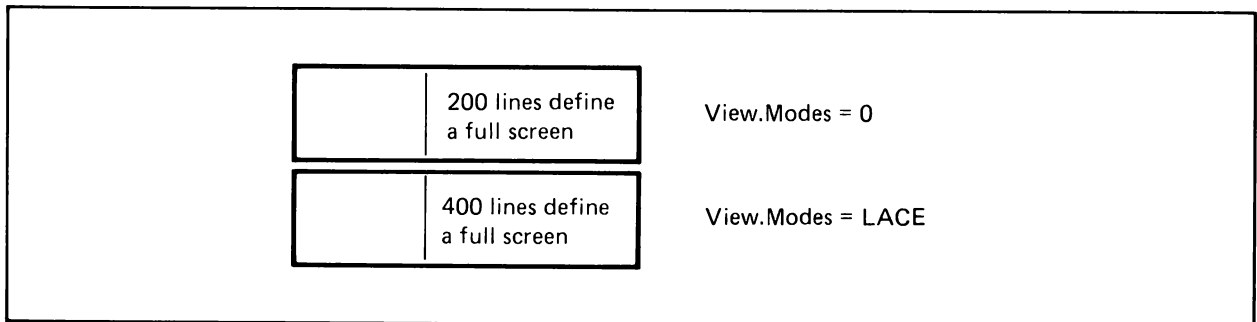 200 lines define
a full screen
View.Modes = 0
400 lines define
a full screen
View.Modes = LACE